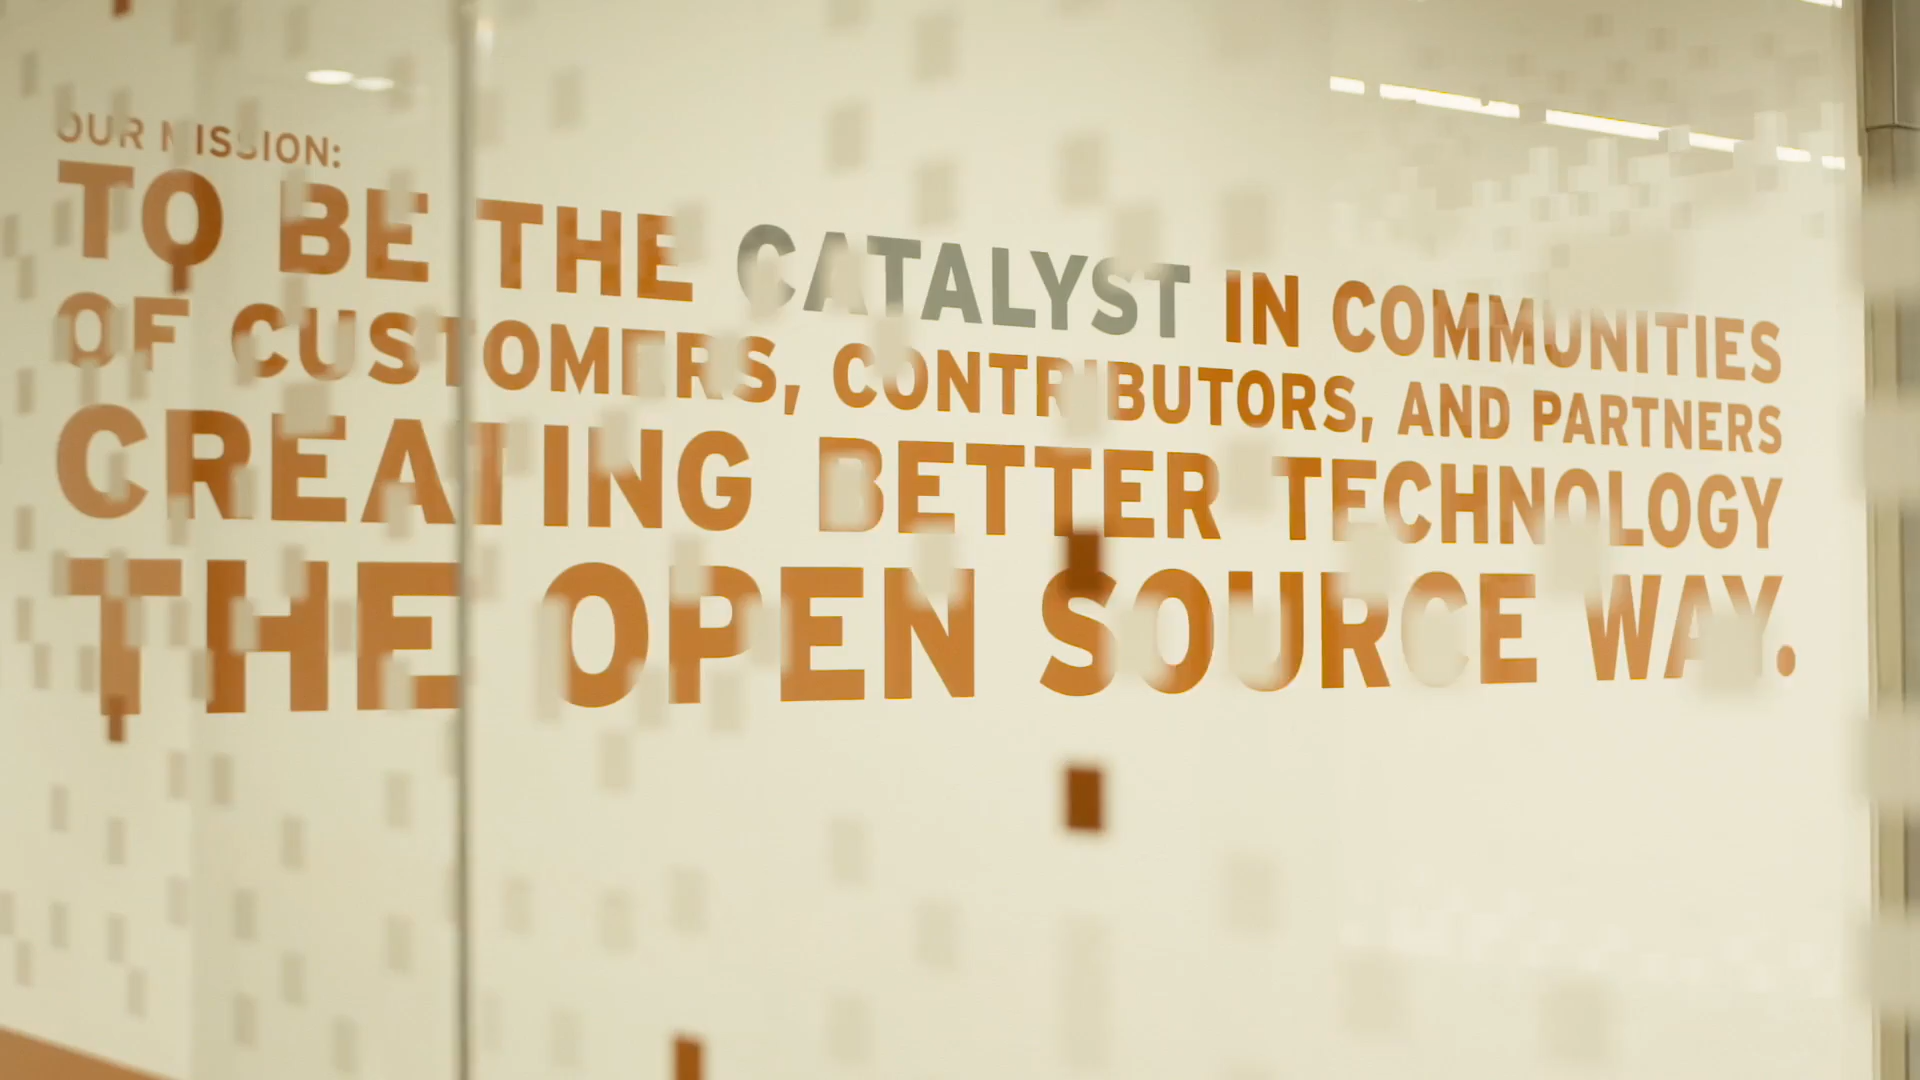 OUR MISSION:
TO BE THE CATALYST IN COMMUNITIES
OF CUSTOMERS, CONTRIBUTORS, AND PARTNERS
CREATING BETTER TECHNOLOGY
THE OPEN SOURCE WAY.